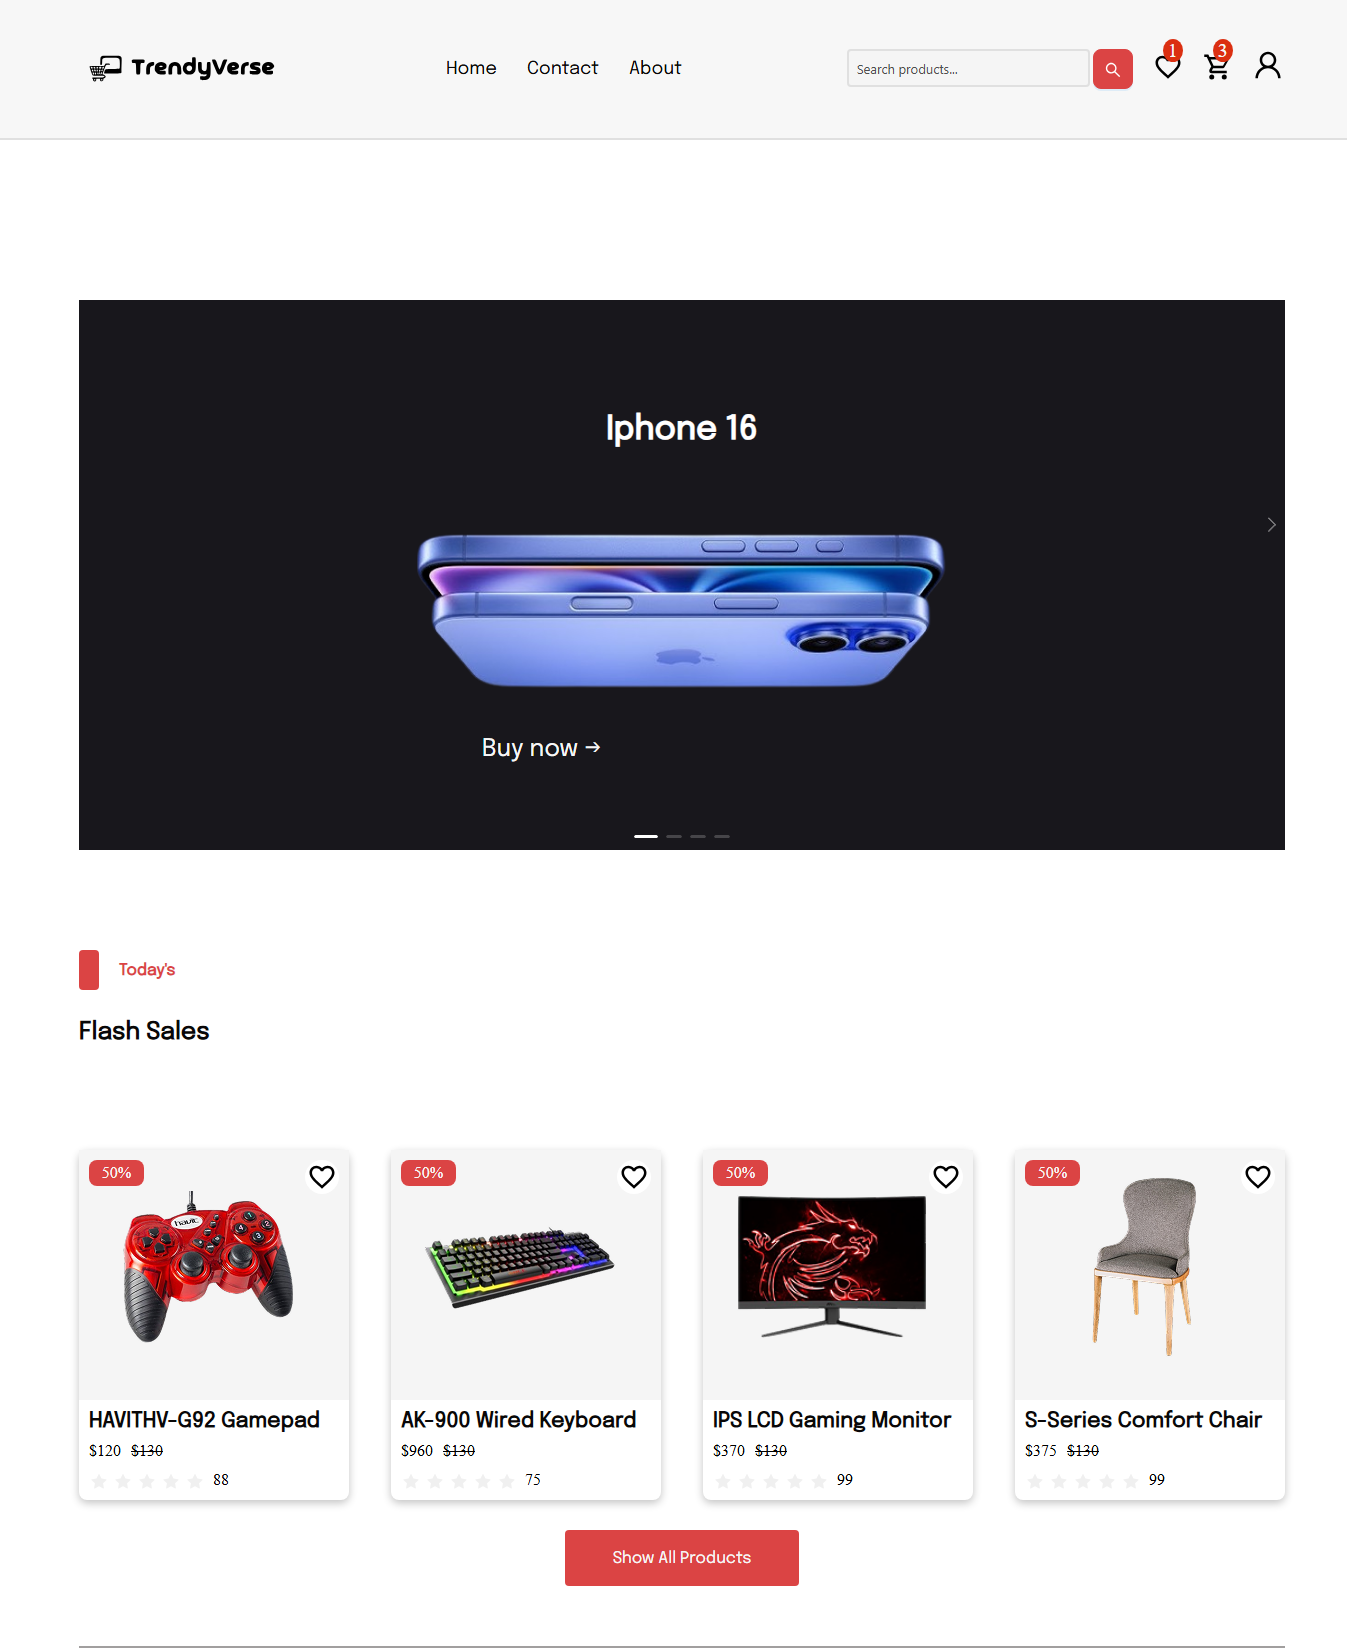 TrendyVerse
Home Contact About
Search products...
1
3
Iphone 16
Buy now →
Today's
Flash Sales
50%
havit
HAVITHV-G92 Gamepad
$120 $130
88
50%
AK-900 Wired Keyboard
$960 $130
75
50%
IPS LCD Gaming Monitor
$370 $130
99
50%
S-Series Comfort Chair
$375 $130
99
Show All Products